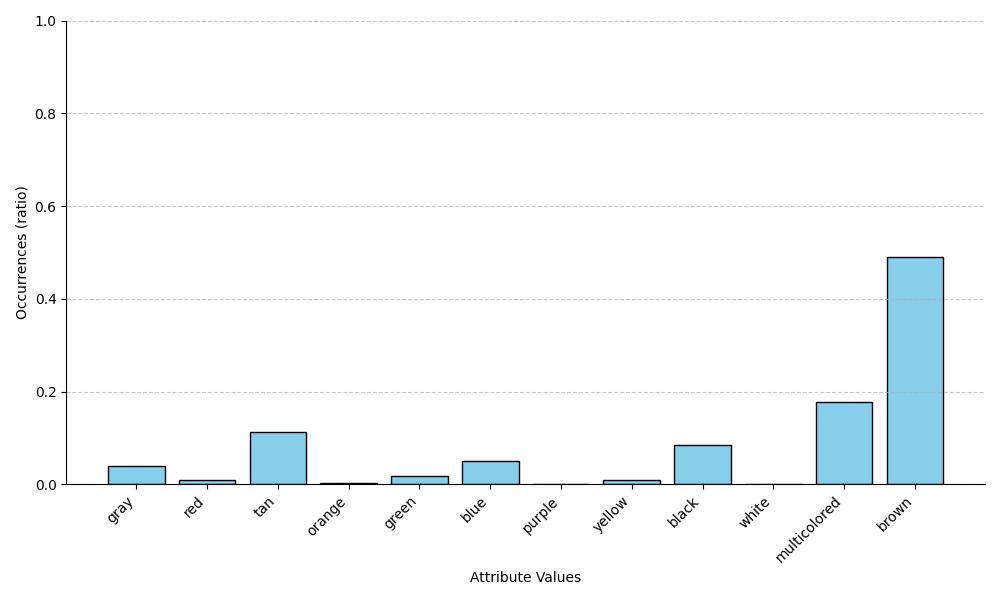 1.0
0.8
0.6
0.4
0.2
0.0
Occurrences (ratio)
gray
red
tan
orange
green
blue
purple
yellow
black
white
multicolored
brown
Attribute Values